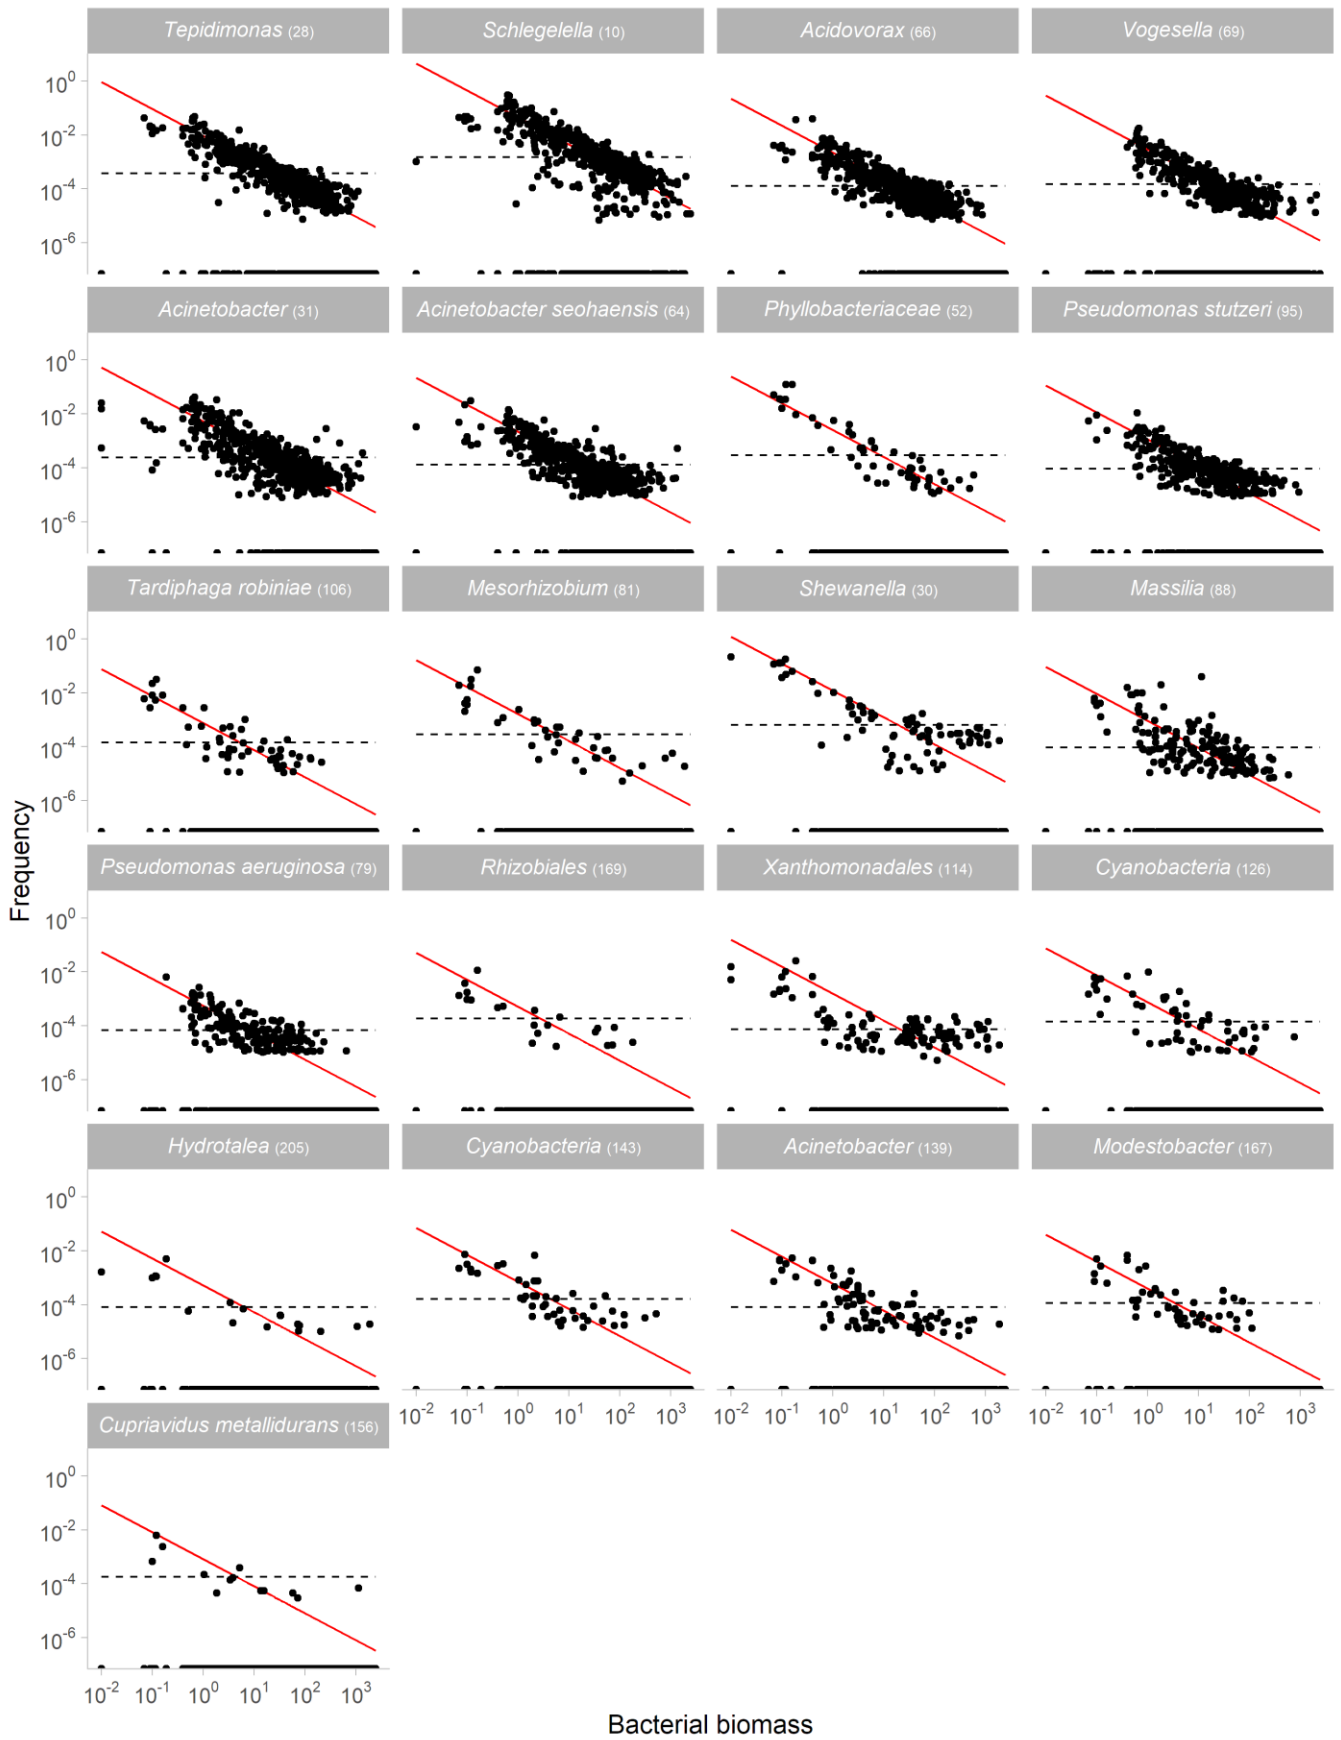 Tepidimonas (28) Schlegelella (10) Acidovorax (66) Vogesella (69)
10^0
10^-2
10^-4
10^-6
Acinetobacter (31) Acinetobacter seohaensis (64) Phyllobacteriaceae (52) Pseudomonas stutzeri (95)
10^0
10^-2
10^-4
10^-6
Tardiphaga robiniae (106) Mesorhizobium (81) Shewanella (30) Massilia (88)
10^0
10^-2
10^-4
10^-6
Frequency
Pseudomonas aeruginosa (79) Rhizobiales (169) Xanthomonadales (114) Cyanobacteria (126)
10^0
10^-2
10^-4
10^-6
Hydrotalea (205) Cyanobacteria (143) Acinetobacter (139) Modestobacter (167)
10^0
10^-2
10^-4
10^-6
10^-2 10^-1 10^0 10^1 10^2 10^3 10^-2 10^-1 10^0 10^1 10^2 10^3 10^-2 10^-1 10^0 10^1 10^2 10^3
Cupriavidus metallidurans (156)
10^0
10^-2
10^-4
10^-6
10^-2 10^-1 10^0 10^1 10^2 10^3
Bacterial biomass